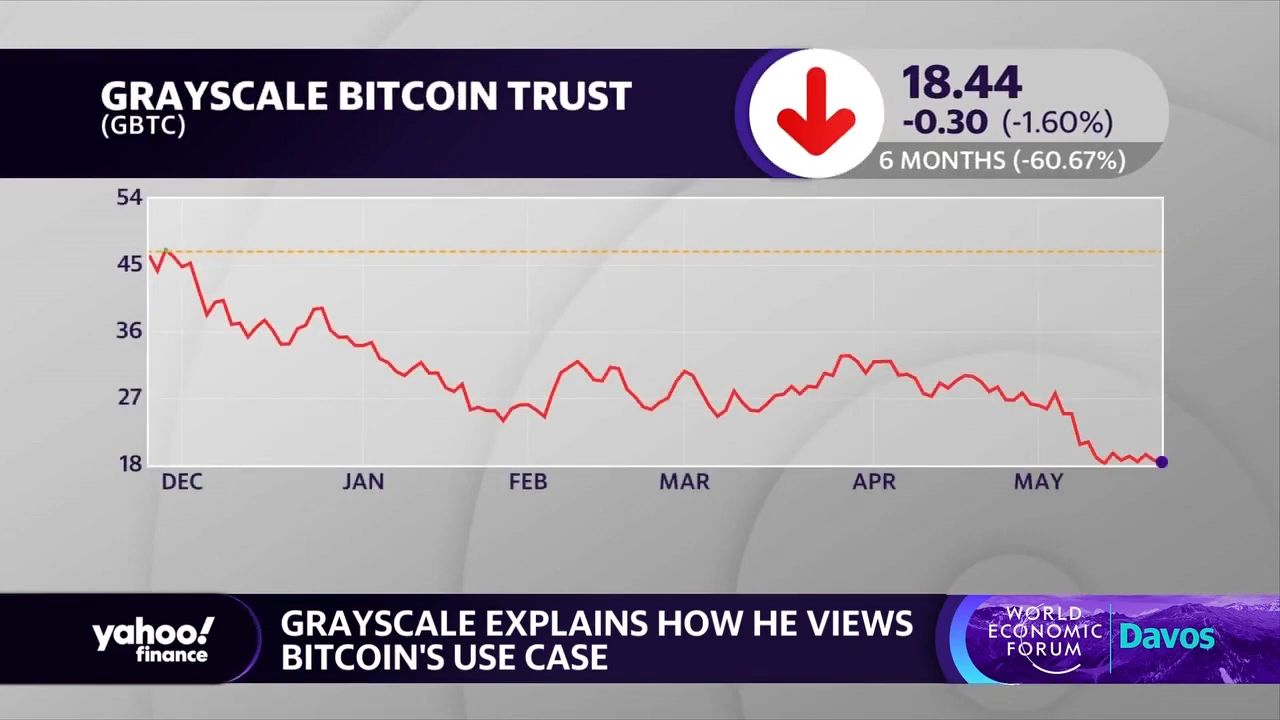 GRAYSCALE BITCOIN TRUST
(GBTC)
18.44
-0.30 (-1.60%)
6 MONTHS (-60.67%)
54
45
36
27
18
DEC JAN FEB MAR APR MAY
yahoo!
finance
GRAYSCALE EXPLAINS HOW HE VIEWS
BITCOIN'S USE CASE
WORLD
ECONOMIC
FORUM
Davos